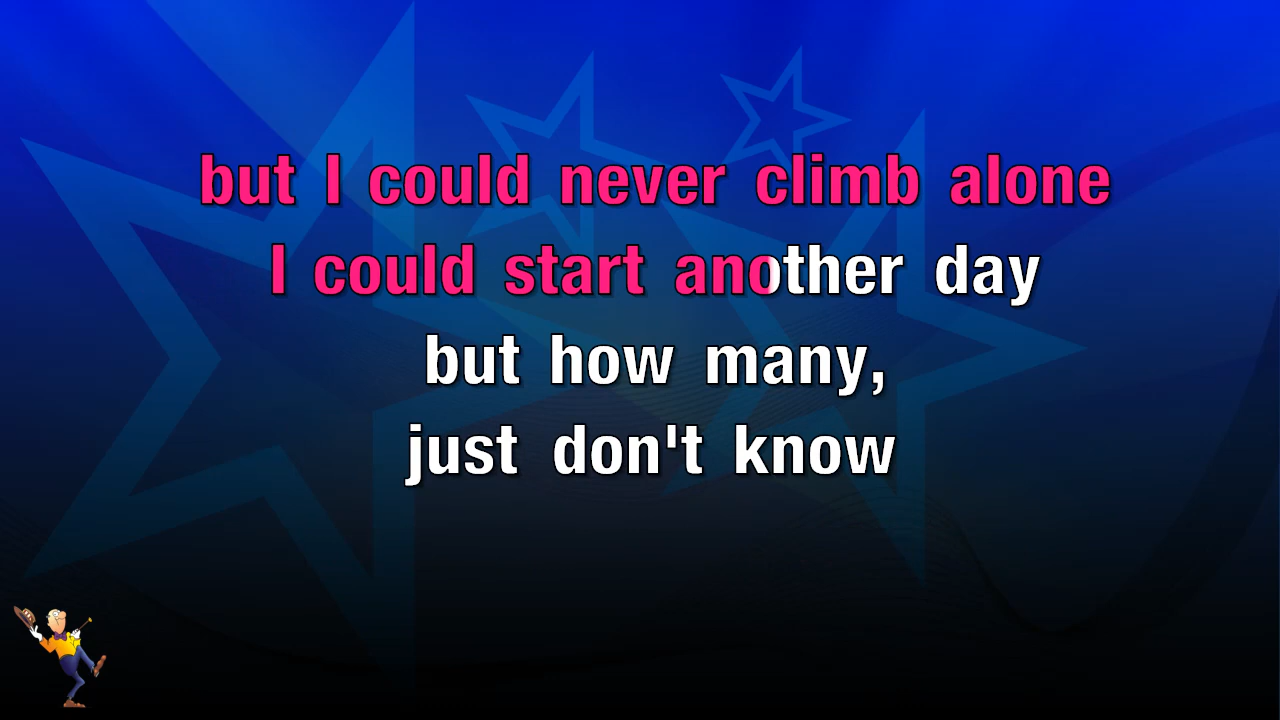 but I could never climb alone
I could start another day
but how many,
just don't know